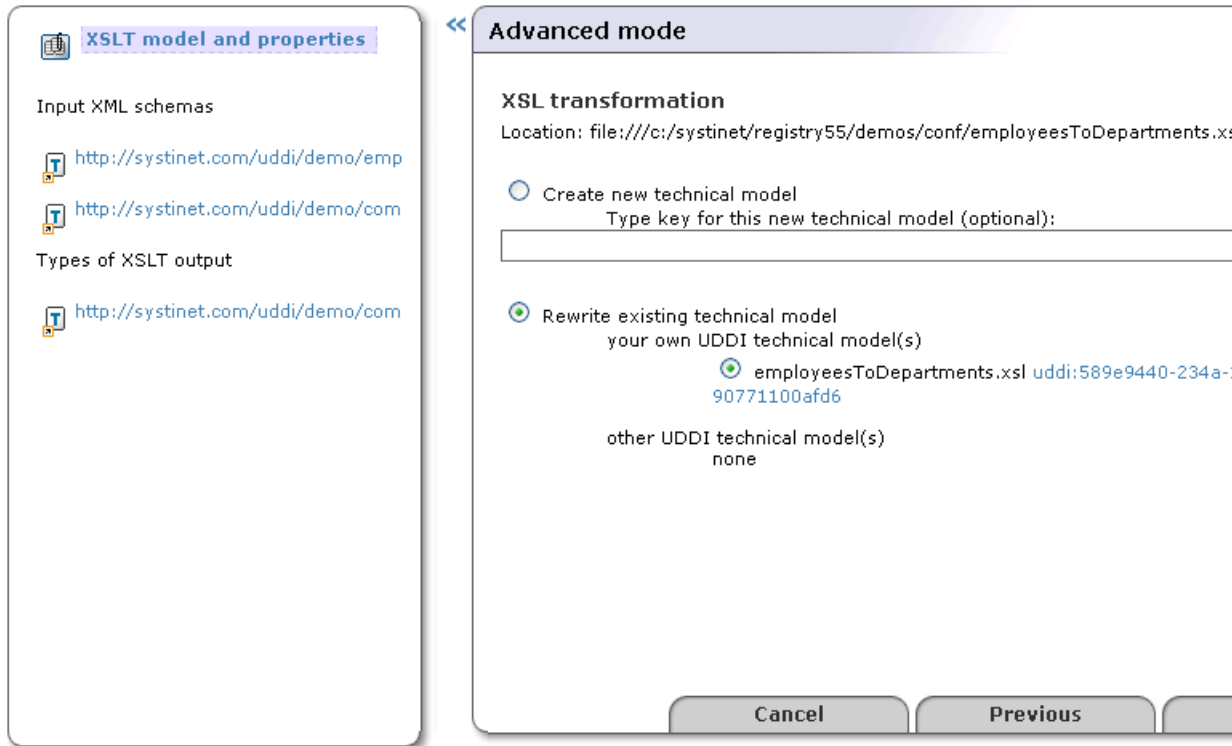 XSLT model and properties
Input XML schemas
http://systinet.com/uddi/demo/emp
http://systinet.com/uddi/demo/com
Types of XSLT output
http://systinet.com/uddi/demo/com
«
Advanced mode
XSL transformation
Location: file:///c:/systinet/registry55/demos/conf/employeesToDepartments.xs
Create new technical model
Type key for this new technical model (optional):
Rewrite existing technical model
your own UDDI technical model(s)
employeesToDepartments.xsl uddi:589e9440-234a-
90771100afd6
other UDDI technical model(s)
none
Cancel
Previous